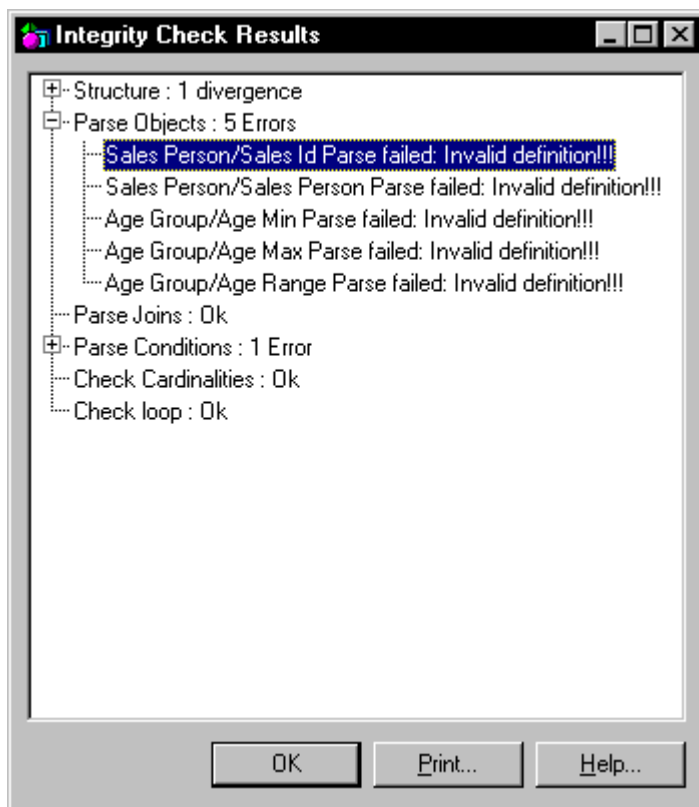 Integrity Check Results
Structure : 1 divergence
Parse Objects : 5 Errors
Sales Person/Sales Id Parse failed: Invalid definition!!!
Sales Person/Sales Person Parse failed: Invalid definition!!!
Age Group/Age Min Parse failed: Invalid definition!!!
Age Group/Age Max Parse failed: Invalid definition!!!
Age Group/Age Range Parse failed: Invalid definition!!!
Parse Joins : Ok
Parse Conditions : 1 Error
Check Cardinalities : Ok
Check loop : Ok
OK Print... Help...